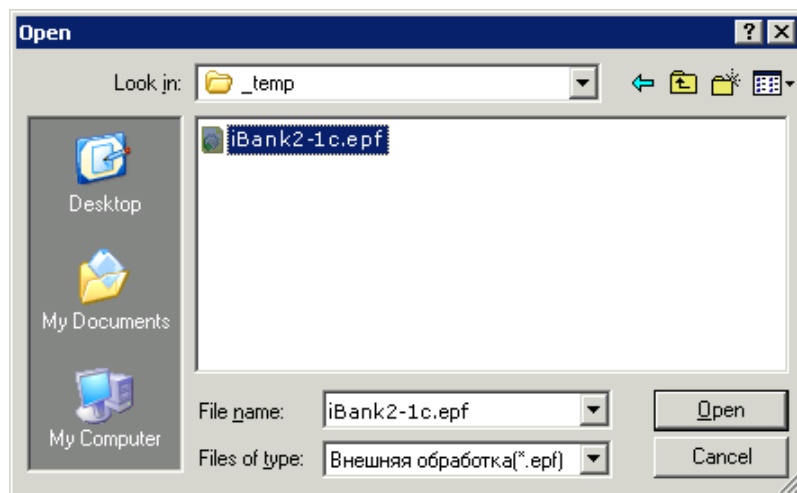 Open
Look in: _temp
iBank2-1c.epf
Desktop
My Documents
My Computer
File name: iBank2-1c.epf Open
Files of type: Внешняя обработка(*.epf) Cancel